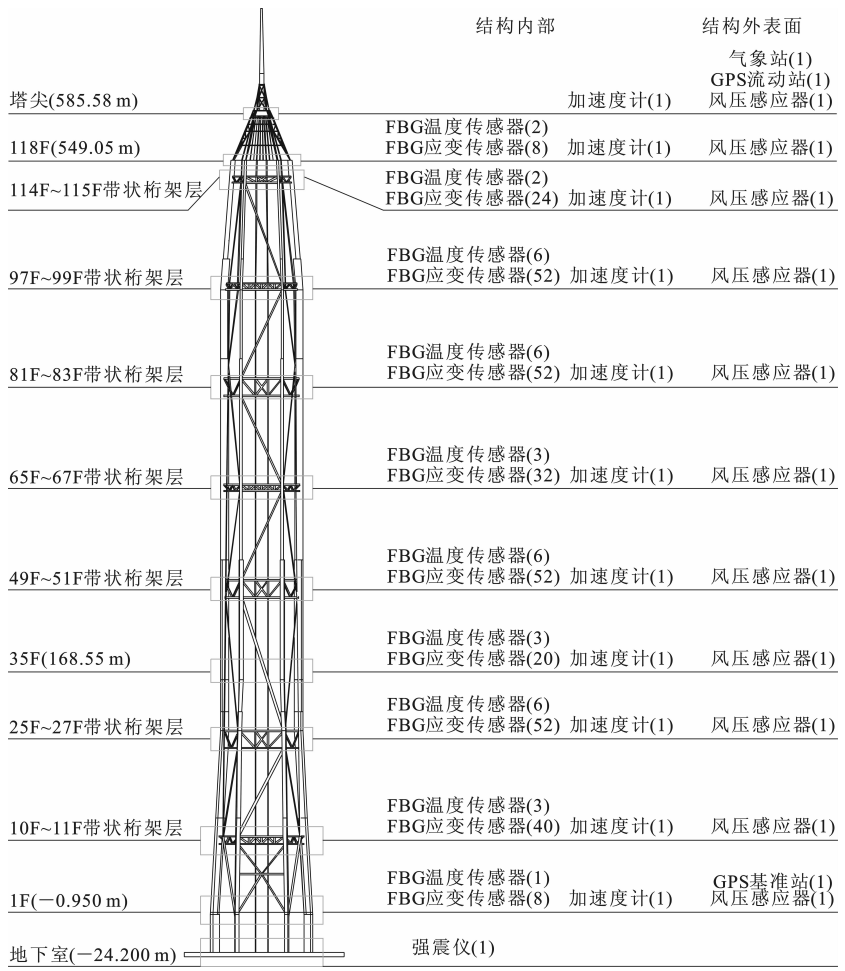 结构内部
结构外表面
气象站(1)
GPS流动站(1)
塔尖(585.58 m)
加速度计(1)
风压感应器(1)
FBG温度传感器(2)
118F(549.05 m)
FBG应变传感器(8)
加速度计(1)
风压感应器(1)
FBG温度传感器(2)
114F~115F带状桁架层
FBG应变传感器(24)
加速度计(1)
风压感应器(1)
FBG温度传感器(6)
97F~99F带状桁架层
FBG应变传感器(52)
加速度计(1)
风压感应器(1)
FBG温度传感器(6)
81F~83F带状桁架层
FBG应变传感器(52)
加速度计(1)
风压感应器(1)
FBG温度传感器(3)
65F~67F带状桁架层
FBG应变传感器(32)
加速度计(1)
风压感应器(1)
FBG温度传感器(6)
49F~51F带状桁架层
FBG应变传感器(52)
加速度计(1)
风压感应器(1)
FBG温度传感器(3)
35F(168.55 m)
FBG应变传感器(20)
加速度计(1)
风压感应器(1)
FBG温度传感器(6)
25F~27F带状桁架层
FBG应变传感器(52)
加速度计(1)
风压感应器(1)
FBG温度传感器(3)
10F~11F带状桁架层
FBG应变传感器(40)
加速度计(1)
风压感应器(1)
FBG温度传感器(1)
GPS基准站(1)
1F(−0.950 m)
FBG应变传感器(8)
加速度计(1)
风压感应器(1)
地下室(−24.200 m)
强震仪(1)